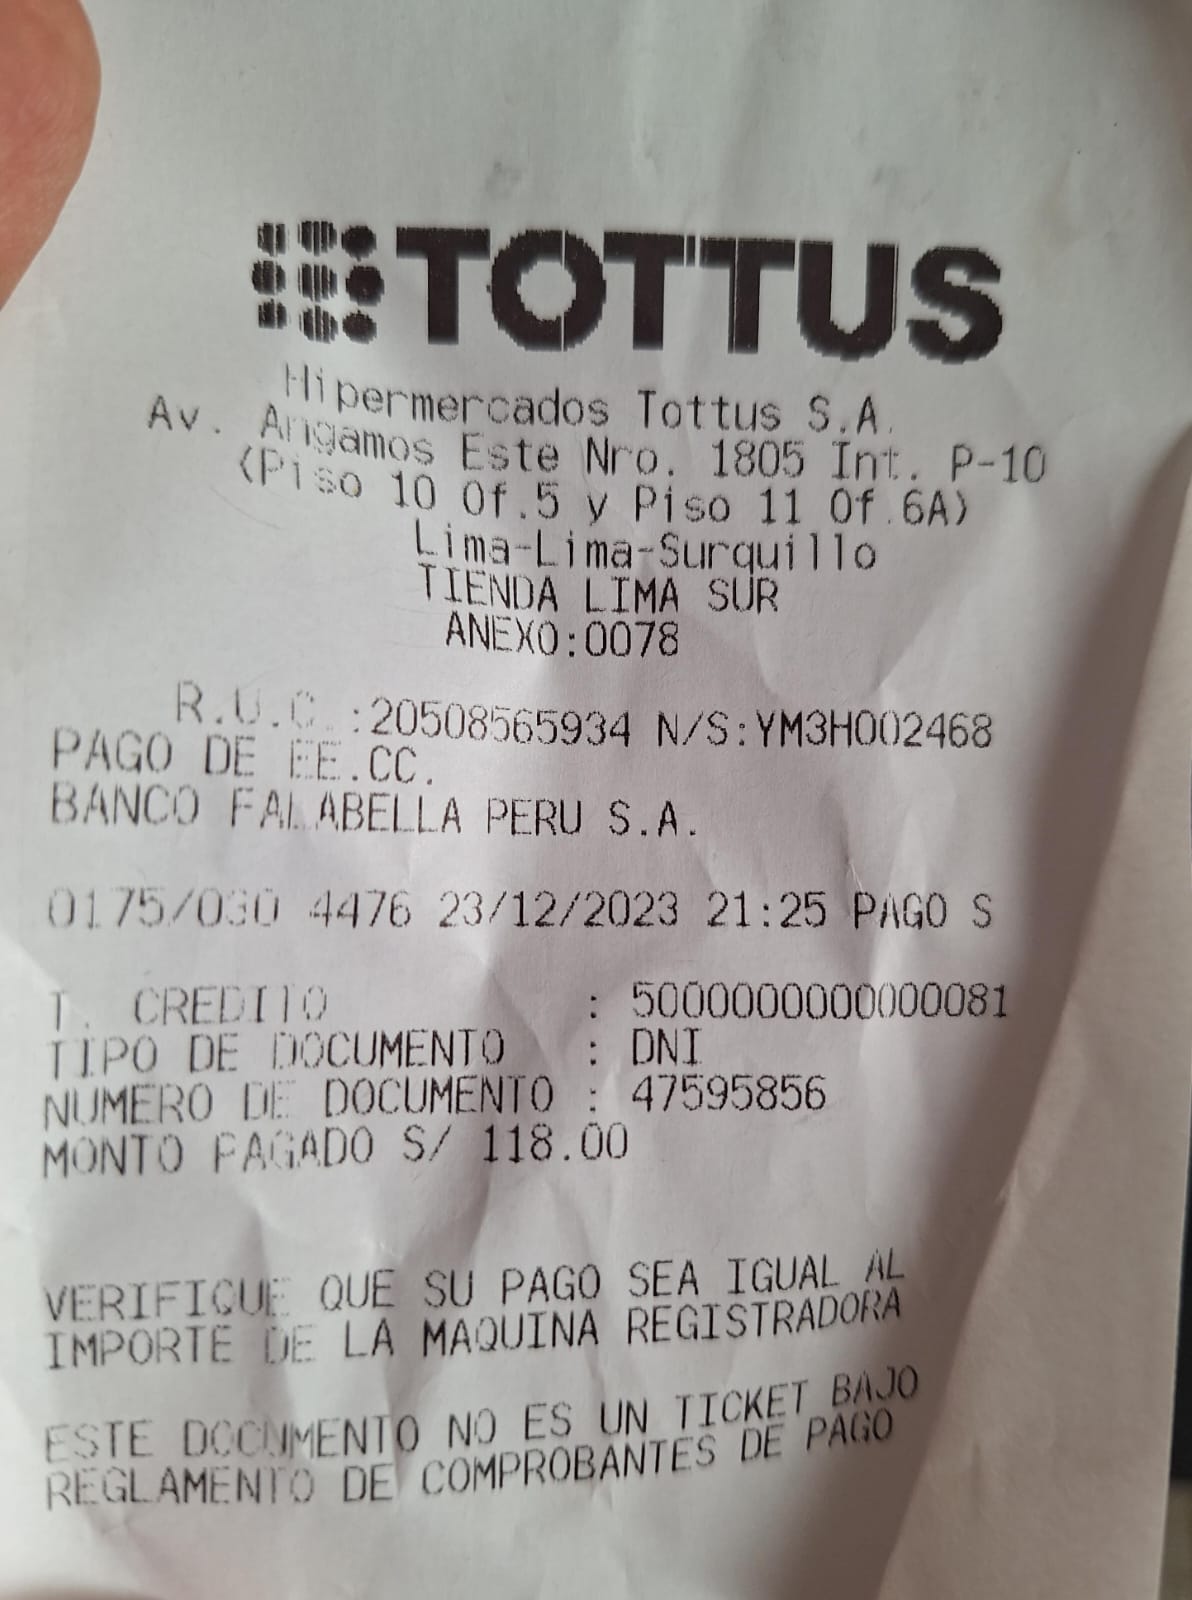 TOTTUS
Hipermercados Tottus S.A.
Av. Angamos Este Nro. 1805 Int. P-10
(Piso 10 Of.5 y Piso 11 Of.6A)
Lima-Lima-Surquillo
TIENDA LIMA SUR
ANEXO:0078
R.U.C.:20508565934 N/S:YM3H002468
PAGO DE EE.CC.
BANCO FALABELLA PERU S.A.
0175/030 4476 23/12/2023 21:25 PAGO S
T. CREDITO : 5000000000000081
TIPO DE DOCUMENTO : DNI
NUMERO DE DOCUMENTO : 47595856
MONTO PAGADO S/ 118.00
VERIFIQUE QUE SU PAGO SEA IGUAL AL
IMPORTE DE LA MAQUINA REGISTRADORA
ESTE DOCUMENTO NO ES UN TICKET BAJO
REGLAMENTO DE COMPROBANTES DE PAGO